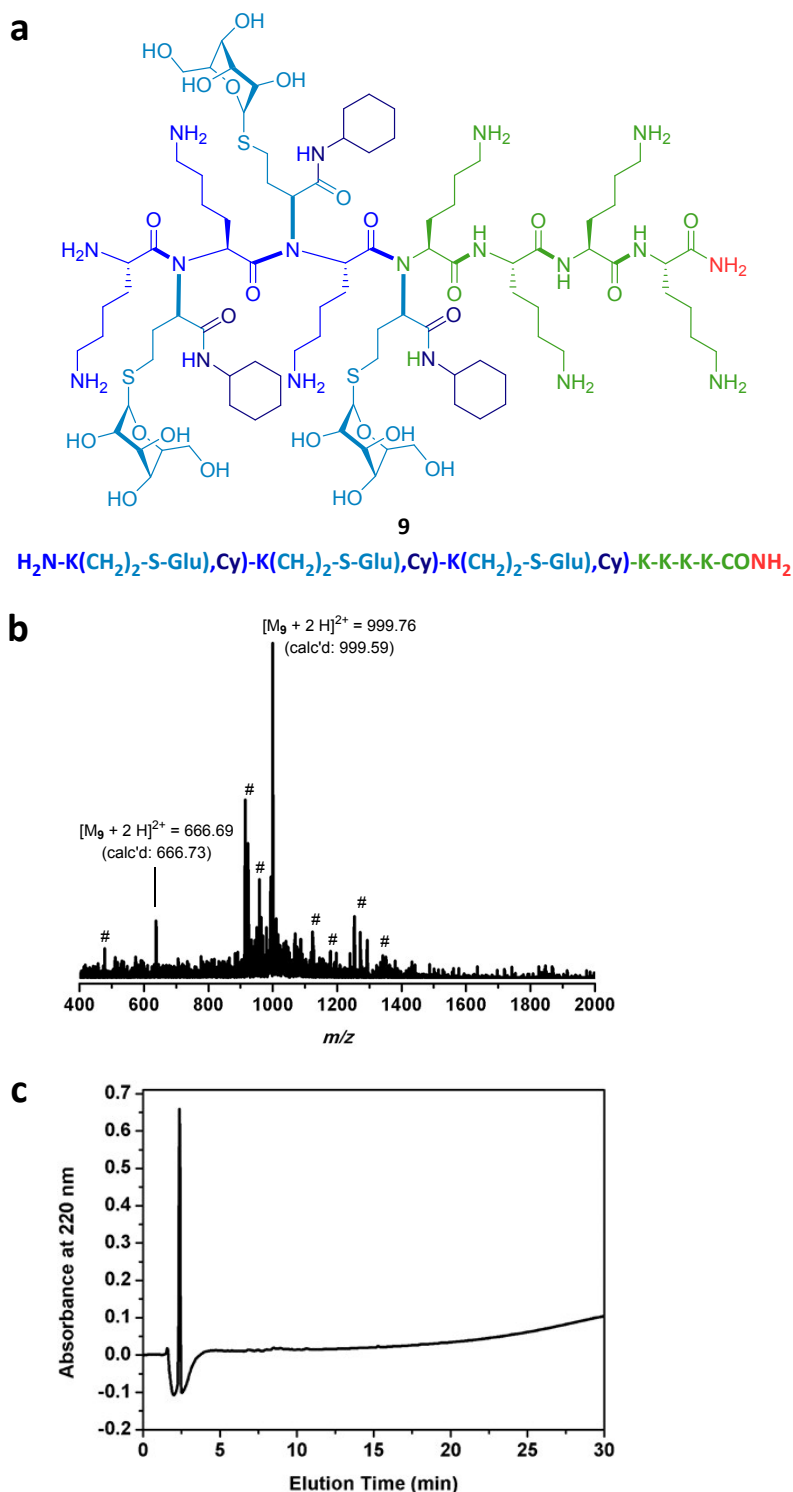 a
OH
HO
OH
HO
HO
O
OH
S
NH2
HN
O
NH2
NH2
O
NH2
O
O
H
N
O
H
N
O
H2N
N
N
N
N
H
NH2
O
O
O
O
O
HN
NH2
HN
NH2
NH2
NH2
S
S
HO
O
OH
OH
HO
HO
O
OH
OH
HO
9
H2N-K(CH2)2-S-Glu),Cy)-K(CH2)2-S-Glu),Cy)-K(CH2)2-S-Glu),Cy)-K-K-K-K-CONH2
b
[M9 + 2 H]2+ = 999.76
(calc'd: 999.59)
#
[M9 + 2 H]2+ = 666.69
(calc'd: 666.73)
#
#
#
#
#
#
400 600 800 1000 1200 1400 1600 1800 2000
m/z
c
0.7
0.6
0.5
0.4
0.3
0.2
0.1
0.0
-0.1
-0.2
Absorbance at 220 nm
0 5 10 15 20 25 30
Elution Time (min)